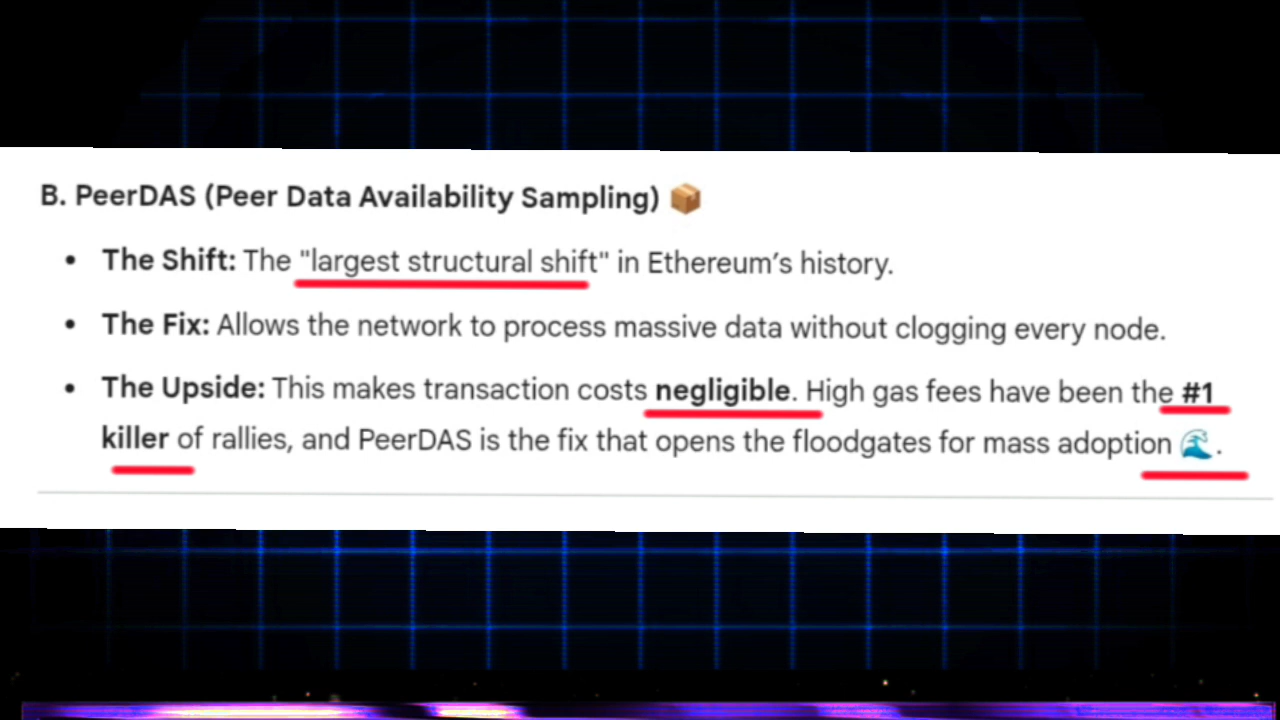 B. PeerDAS (Peer Data Availability Sampling) 📦
• The Shift: The "largest structural shift" in Ethereum’s history.
• The Fix: Allows the network to process massive data without clogging every node.
• The Upside: This makes transaction costs negligible. High gas fees have been the #1
killer of rallies, and PeerDAS is the fix that opens the floodgates for mass adoption 🌊.